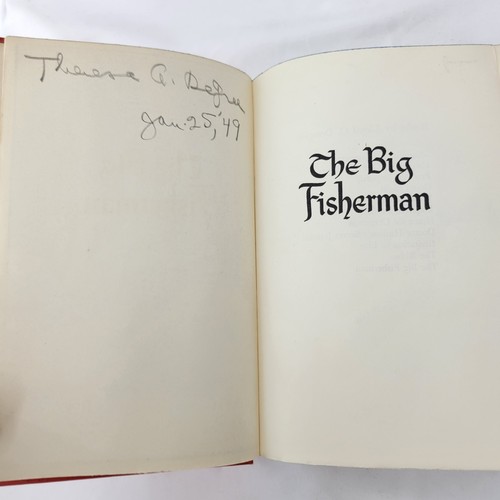 Theresa A.
Jan. 25, '49
The Big
Fisherman